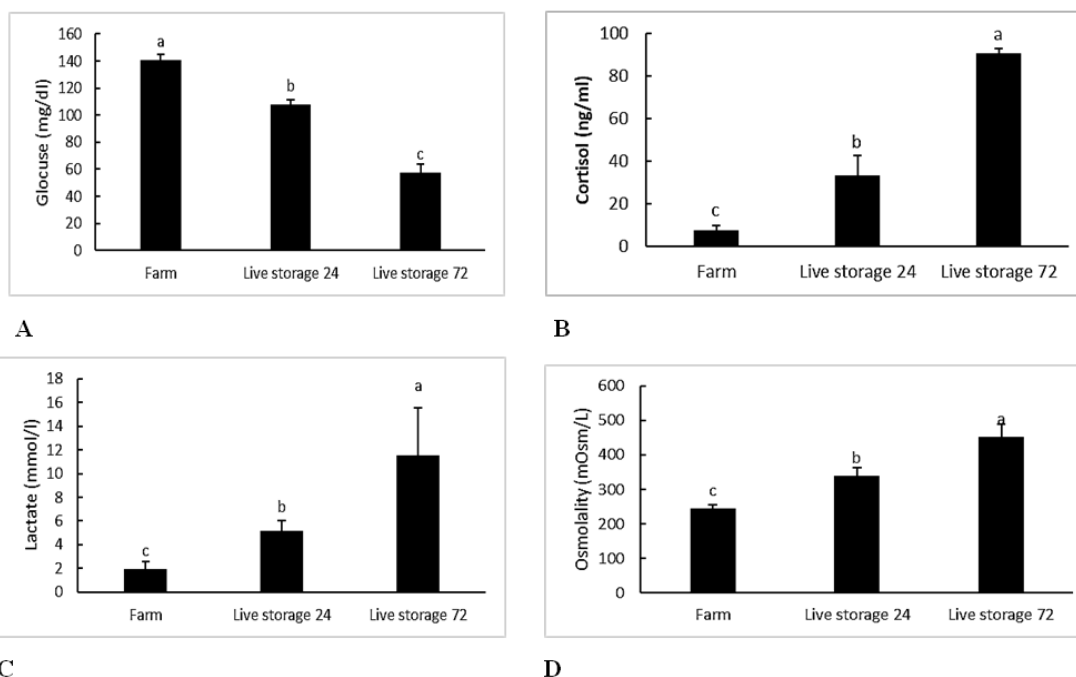 Glocuse (mg/dl)
160
140
120
100
80
60
40
20
0
a
b
c
Farm
Live storage 24
Live storage 72
A
Cortisol (ng/ml)
100
80
60
40
20
0
c
b
a
Farm
Live storage 24
Live storage 72
B
Lactate (mmol/l)
18
16
14
12
10
8
6
4
2
0
c
b
a
Farm
Live storage 24
Live storage 72
C
Osmolality (mOsm/L)
600
500
400
300
200
100
0
c
b
a
Farm
Live storage 24
Live storage 72
D